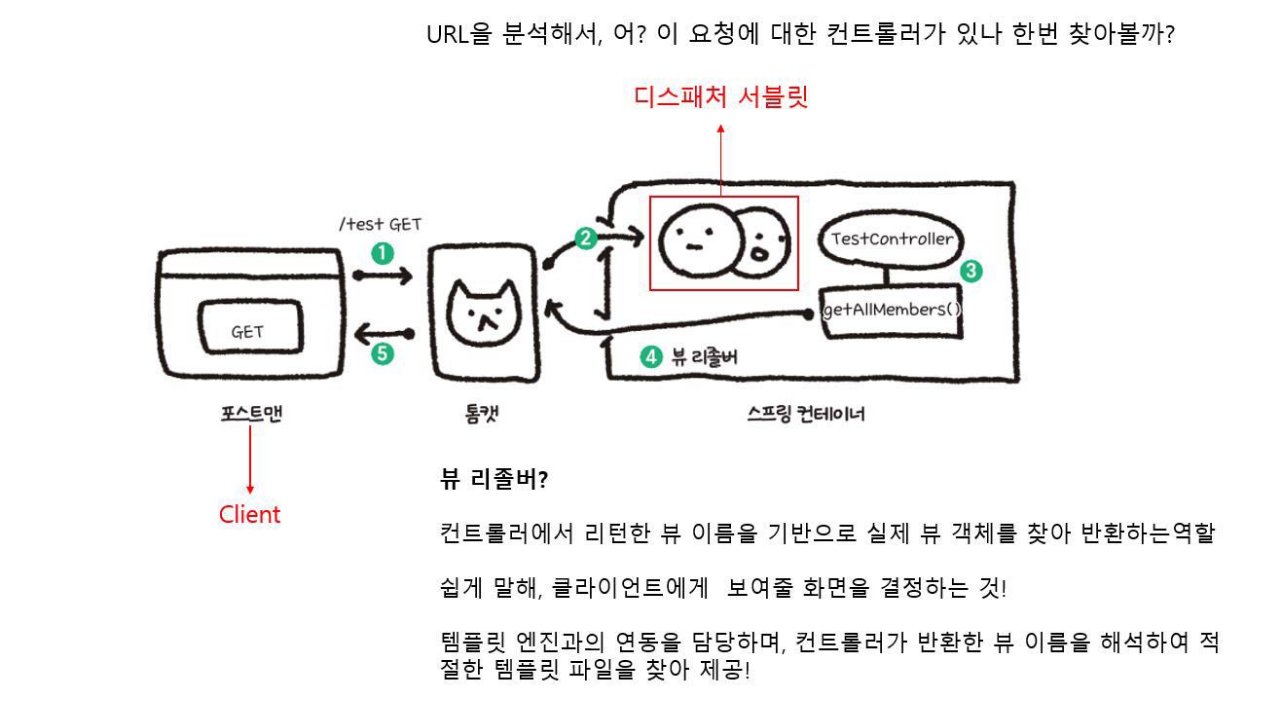 URL을 분석해서, 어? 이 요청에 대한 컨트롤러가 있나 한번 찾아볼까?
디스패처 서블릿
/test GET
1
2
TestController
3
getAllMembers()
GET
5
4 뷰 리졸버
포스트맨
톰캣
스프링 컨테이너
Client
뷰 리졸버?
컨트롤러에서 리턴한 뷰 이름을 기반으로 실제 뷰 객체를 찾아 반환하는역할
쉽게 말해, 클라이언트에게 보여줄 화면을 결정하는 것!
템플릿 엔진과의 연동을 담당하며, 컨트롤러가 반환한 뷰 이름을 해석하여 적
절한 템플릿 파일을 찾아 제공!